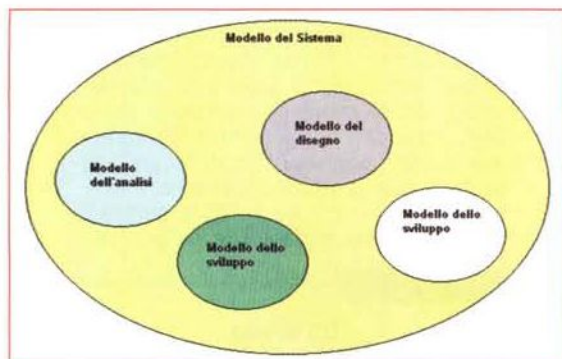 Modello del Sistema
Modello del
disegno
Modello
dell'analisi
Modello dello
sviluppo
Modello dello
sviluppo